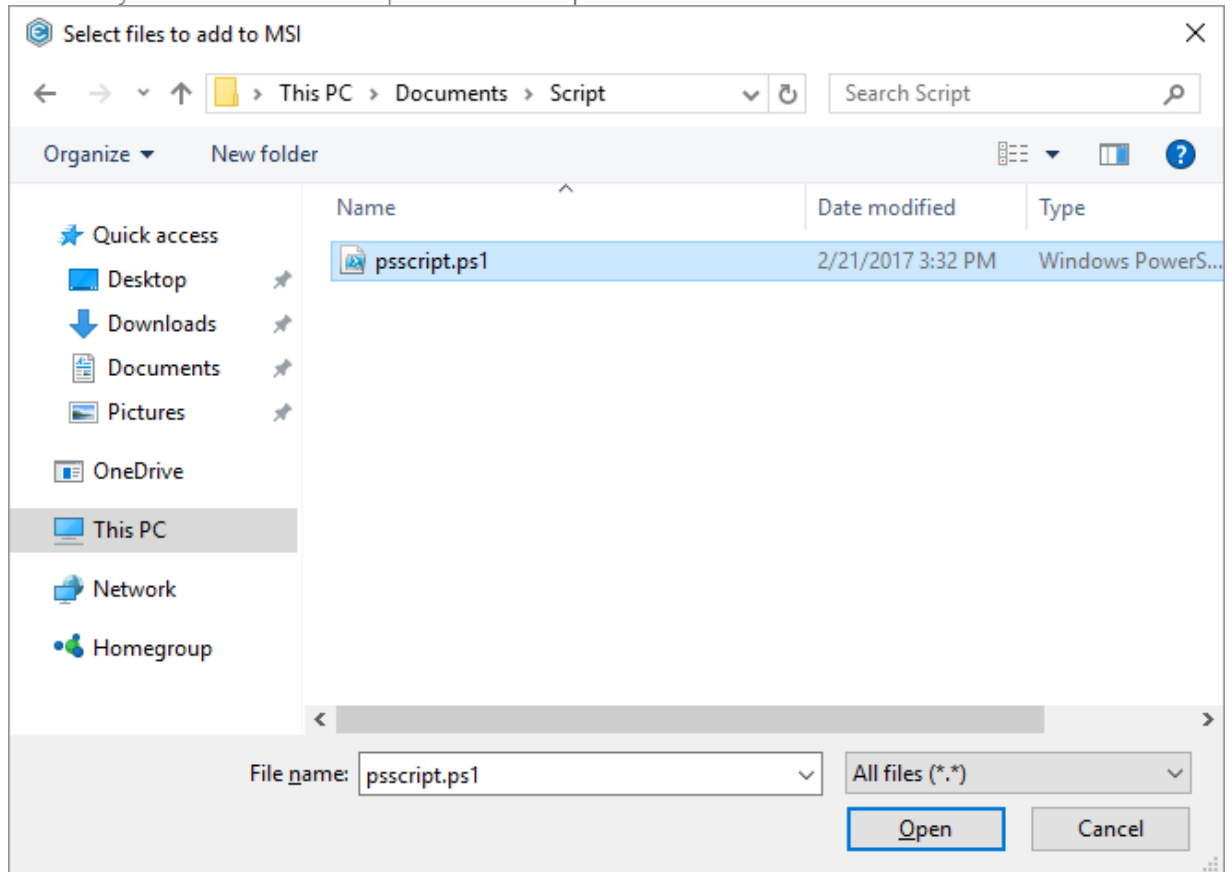 Select files to add to MSI
This PC > Documents > Script
Search Script
Organize
New folder
Name
Date modified
Type
Quick access
psscript.ps1
2/21/2017 3:32 PM
Windows PowerS...
Desktop
Downloads
Documents
Pictures
OneDrive
This PC
Network
Homegroup
File name:
psscript.ps1
All files (*.*)
Open
Cancel